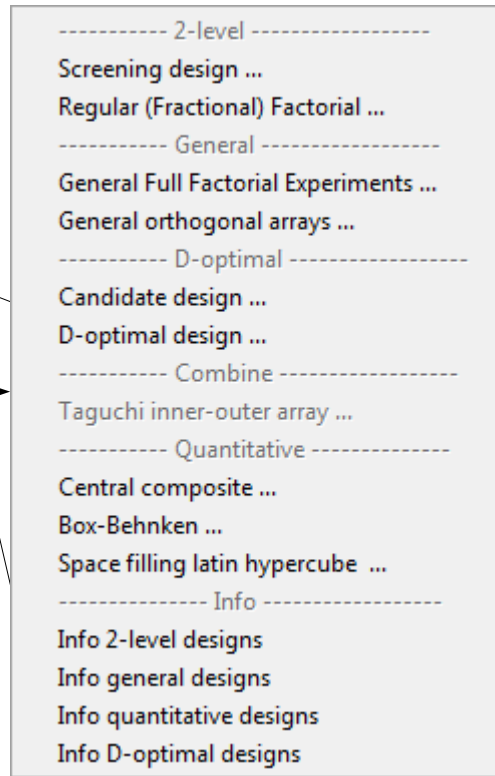 ----------- 2-level ------------------
Screening design ...
Regular (Fractional) Factorial ...
----------- General ------------------
General Full Factorial Experiments ...
General orthogonal arrays ...
----------- D-optimal ------------------
Candidate design ...
D-optimal design ...
----------- Combine ------------------
Taguchi inner-outer array ...
----------- Quantitative --------------
Central composite ...
Box-Behnken ...
Space filling latin hypercube  ...
--------------- Info ------------------
Info 2-level designs
Info general designs
Info quantitative designs
Info D-optimal designs